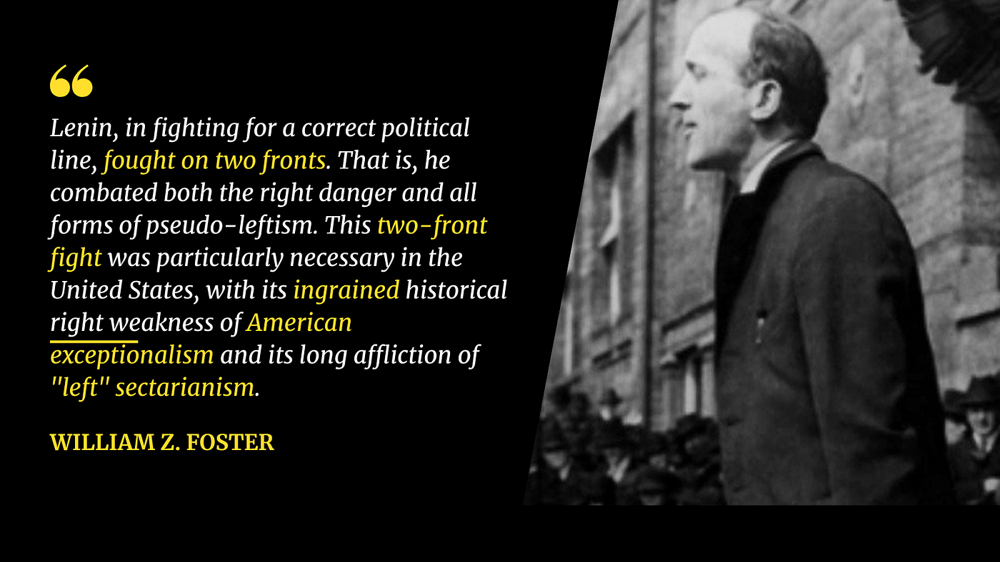 “
Lenin, in fighting for a correct political
line, fought on two fronts. That is, he
combated both the right danger and all
forms of pseudo-leftism. This two-front
fight was particularly necessary in the
United States, with its ingrained historical
right weakness of American
exceptionalism and its long affliction of
"left" sectarianism.
WILLIAM Z. FOSTER